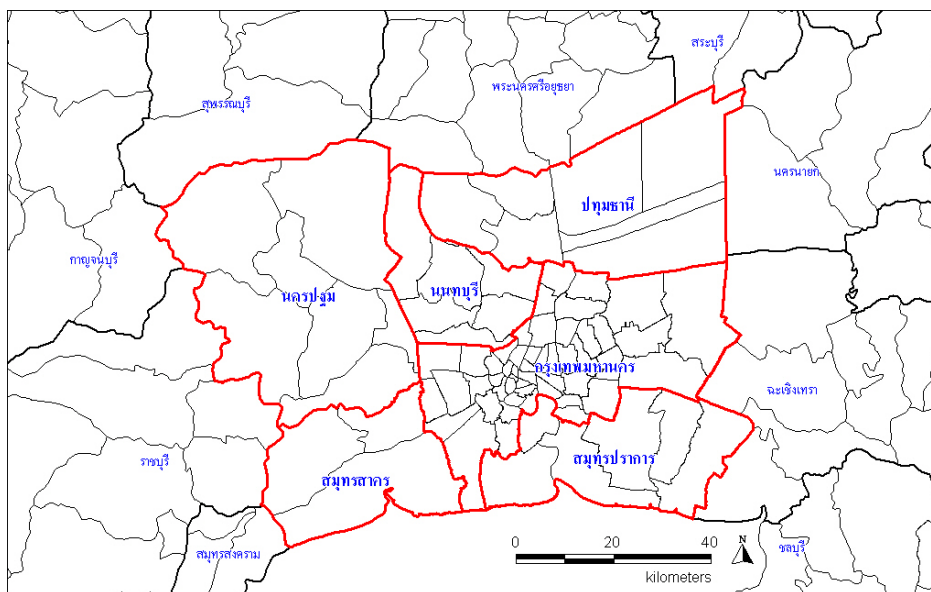 สระบุรี
พระนครศรีอยุธยา
สุพรรณบุรี
นครนายก
ปทุมธานี
กาญจนบุรี
นครปฐม
นนทบุรี
กรุงเทพมหานคร
ฉะเชิงเทรา
ราชบุรี
สมุทรสาคร
สมุทรปราการ
สมุทรสงคราม
ชลบุรี
0 20 40
N
kilometers